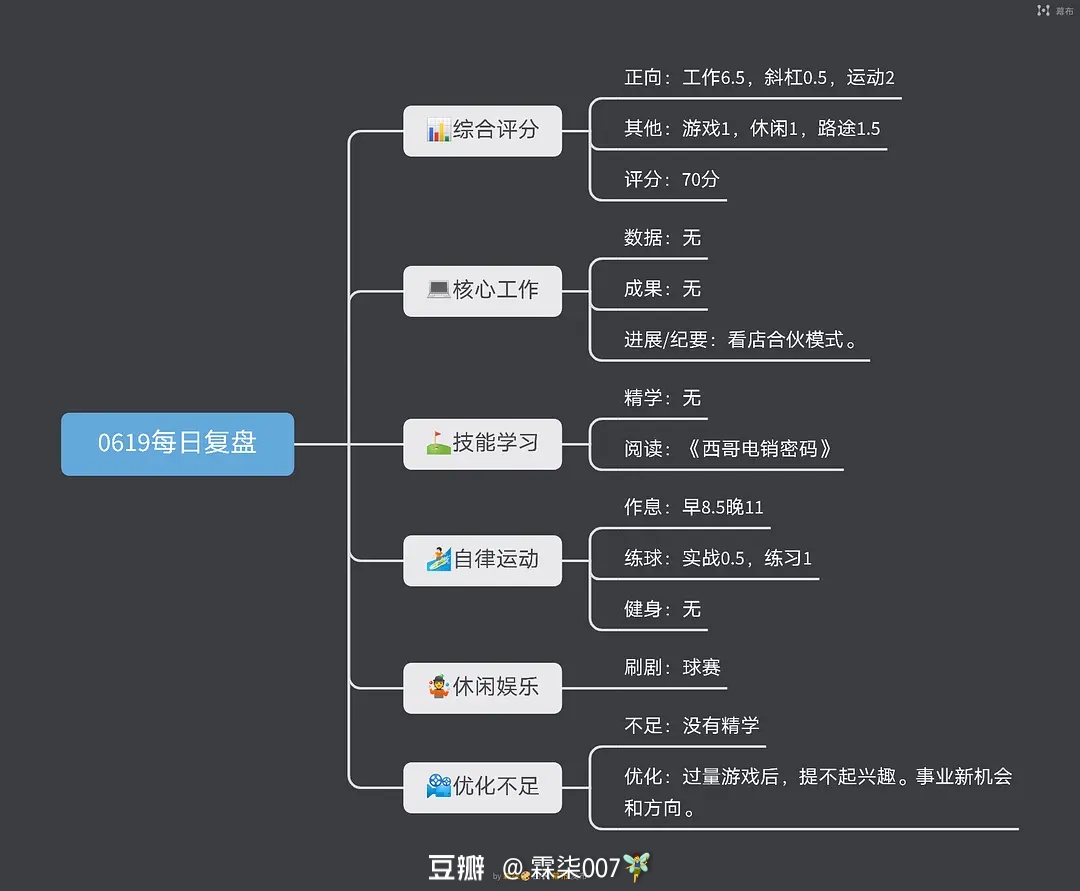 幕布
正向：工作6.5，斜杠0.5，运动2
综合评分
其他：游戏1，休闲1，路途1.5
评分：70分
数据：无
核心工作
成果：无
进展/纪要：看店合伙模式。
精学：无
技能学习
阅读：《西哥电销密码》
0619每日复盘
作息：早8.5晚11
自律运动
练球：实战0.5，练习1
健身：无
休闲娱乐
刷剧：球赛
不足：没有精学
优化不足
优化：过量游戏后，提不起兴趣。事业新机会
和方向。
豆瓣 @ 霖柒007
by